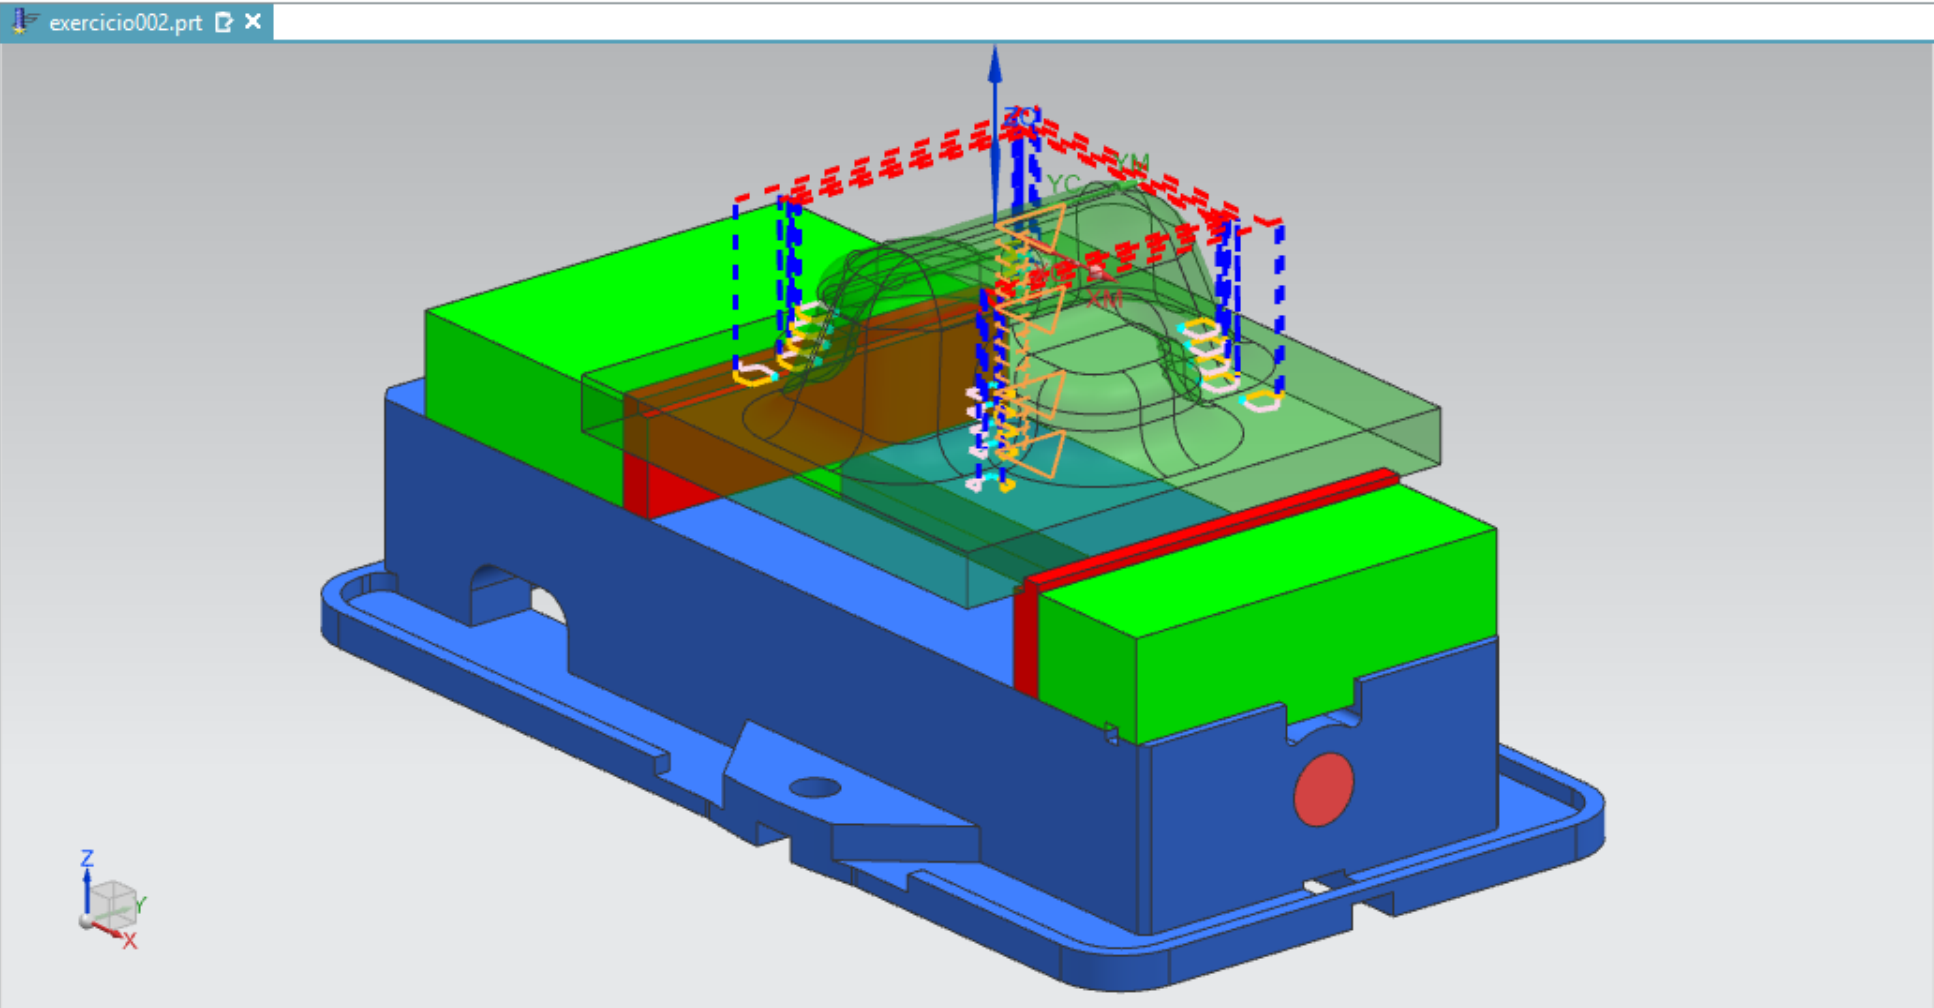 exercicio002.prt
ZC
YM
YC
XM
Z
Y
X